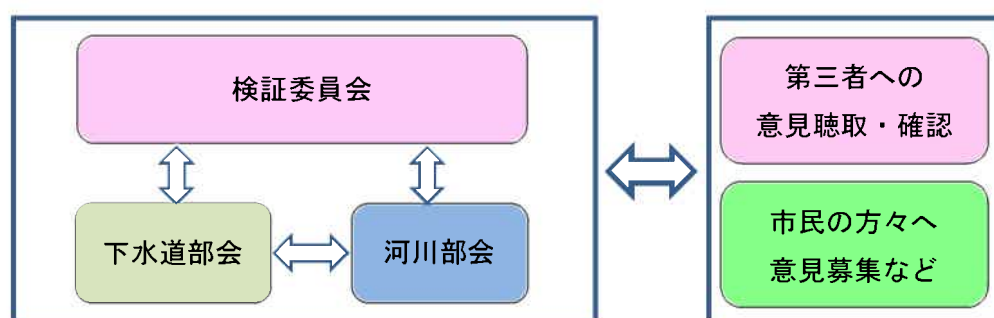 検証委員会
下水道部会
河川部会
第三者への
意見聴取・確認
市民の方々へ
意見募集など